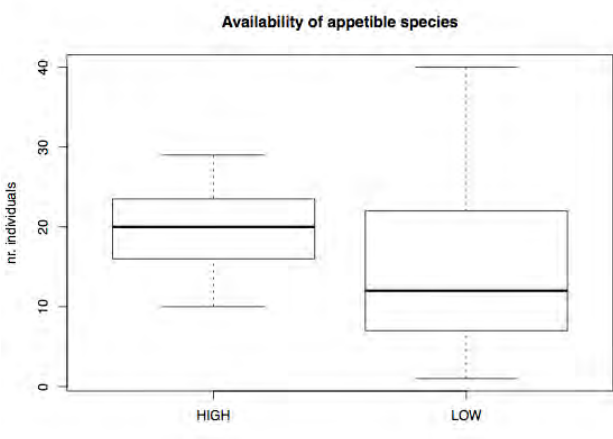 Availability of appetible species
nr. individuals
40
30
20
10
0
HIGH
LOW